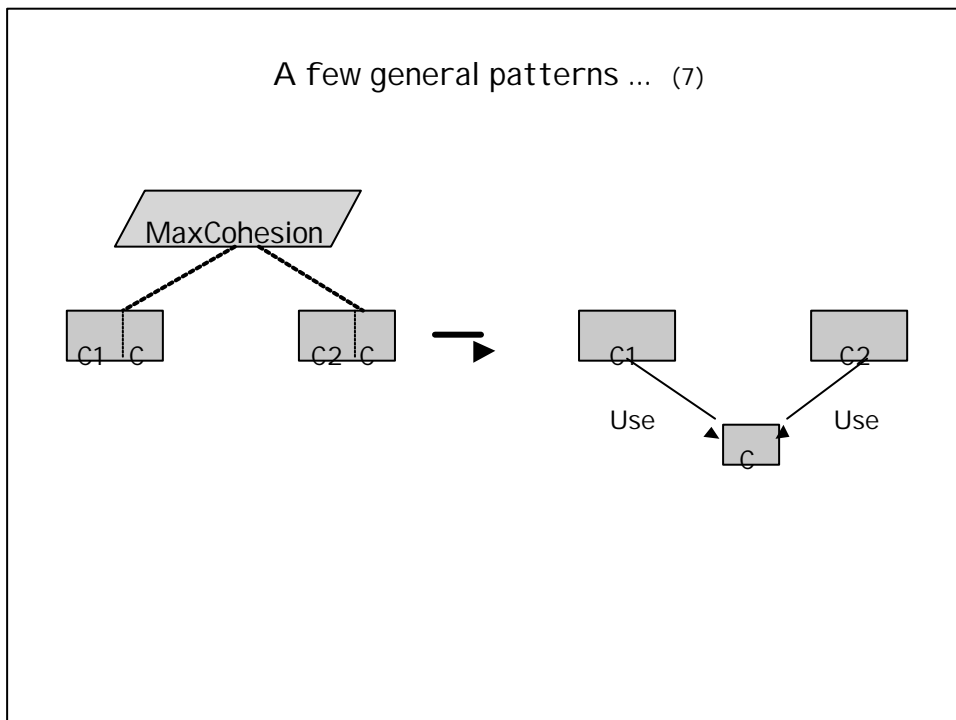 A few general patterns ... (7)
MaxCohesion
C1 C
C2 C
C1
C2
Use
Use
C